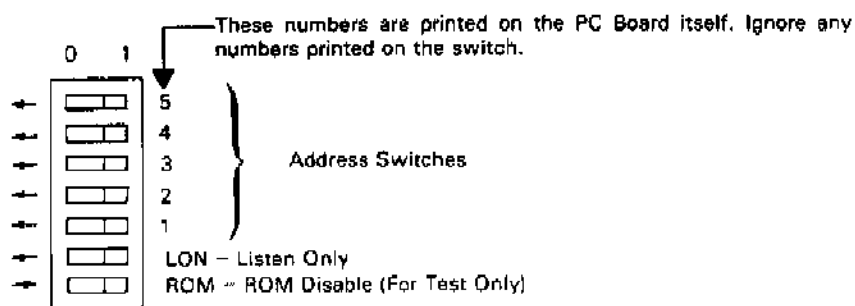 These numbers are printed on the PC Board itself. Ignore any
numbers printed on the switch.
0 1
5
4
3 Address Switches
2
1
LON – Listen Only
ROM – ROM Disable (For Test Only)